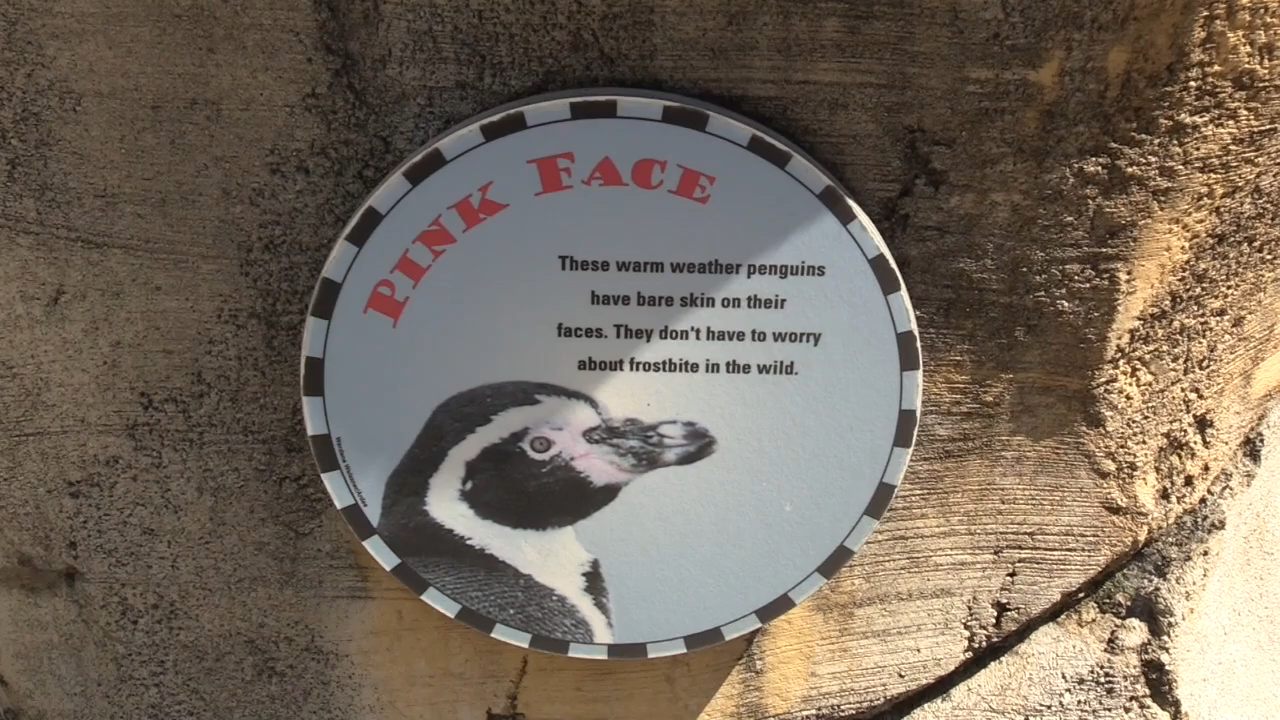 PINK FACE
These warm weather penguins
have bare skin on their
faces. They don't have to worry
about frostbite in the wild.